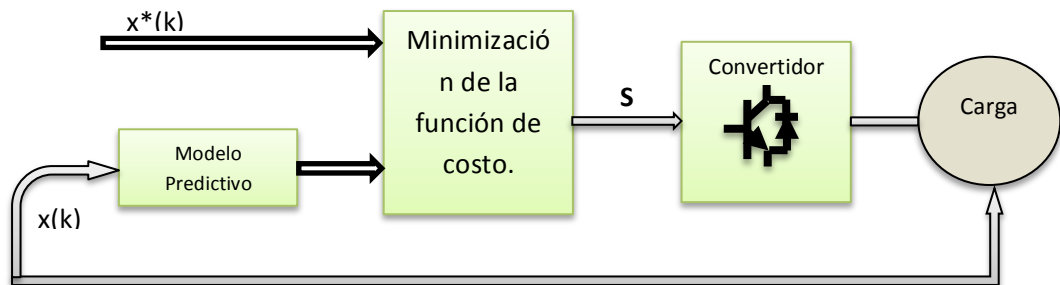 x*(k)
Minimizació
n de la
función de
costo.
S
Convertidor
Carga
Modelo
Predictivo
x(k)